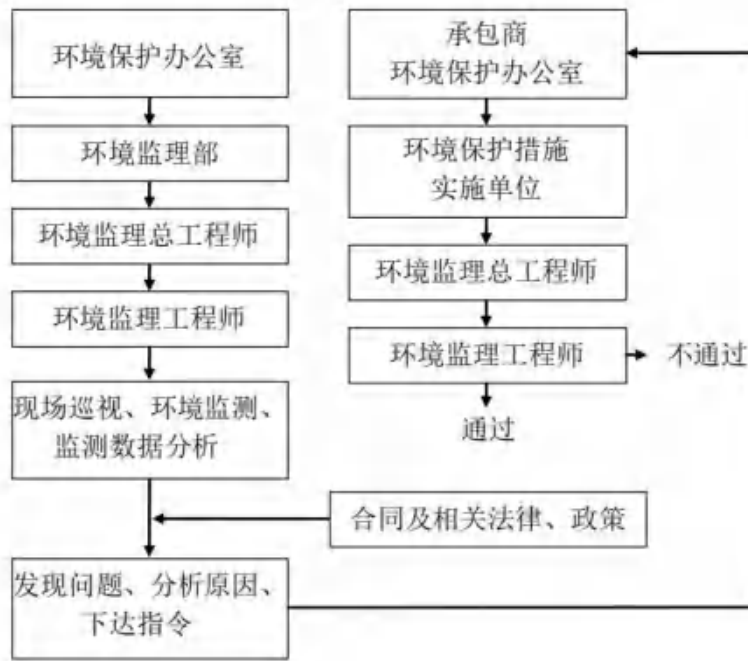 环境保护办公室
环境监理部
环境监理总工程师
环境监理工程师
现场巡视、环境监测、
监测数据分析
合同及相关法律、政策
发现问题、分析原因、
下达指令
承包商
环境保护办公室
环境保护措施
实施单位
环境监理总工程师
环境监理工程师
不通过
通过